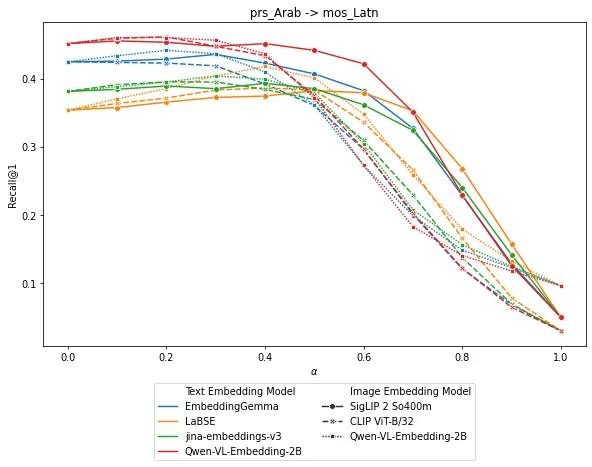 prs_Arab -> mos_Latn
Recall@1
0.4
0.3
0.2
0.1
0.0 0.2 0.4 0.6 0.8 1.0
α
Text Embedding Model
EmbeddingGemma
LaBSE
jina-embeddings-v3
Qwen-VL-Embedding-2B
Image Embedding Model
SigLIP 2 So400m
CLIP ViT-B/32
Qwen-VL-Embedding-2B